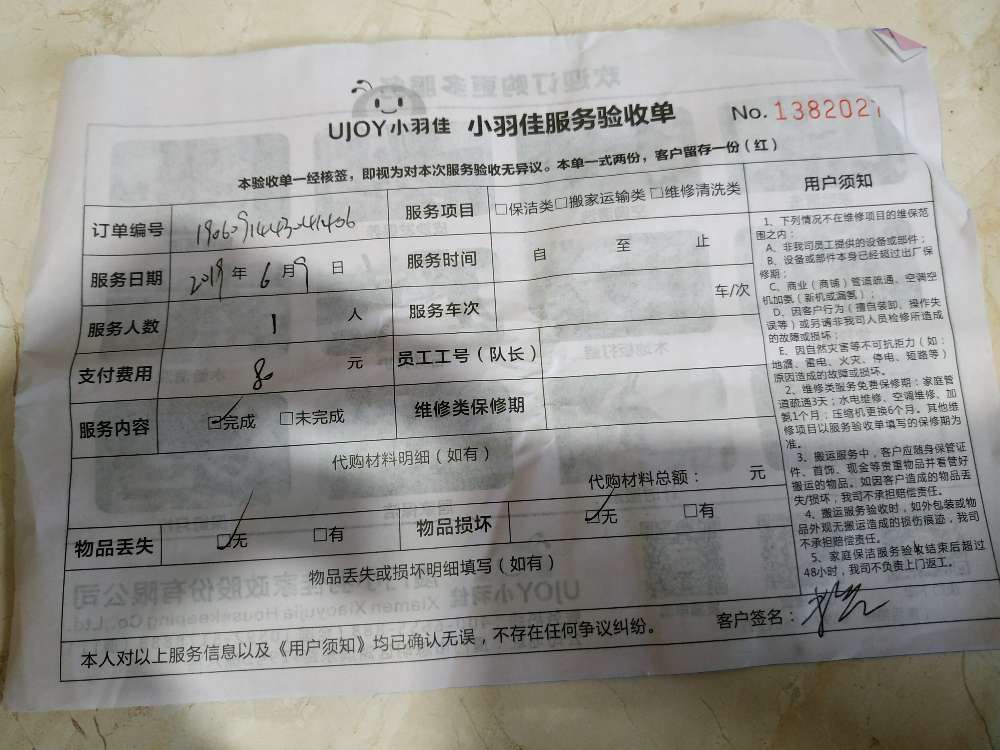 UJOY小羽佳 小羽佳服务验收单 No. 1382027
本验收单一经核签，即视为对本次服务验收无异议。本单一式两份，客户留存一份（红）
订单编号 服务项目 □保洁类□搬家运输类□维修清洗类
服务日期 2019 年 6 月 9 日 服务时间 自 至 止
服务人数 1 人 服务车次 车/次
支付费用 80 元 员工工号（队长）
服务内容 ☑完成 □未完成 维修类保修期
代购材料明细（如有）
代购材料总额： 元
物品丢失 ☑无 □有 物品损坏 ☑无 □有
物品丢失或损坏明细填写（如有）
本人对以上服务信息以及《用户须知》均已确认无误，不存在任何争议纠纷。 客户签名：
用户须知
1、下列情况不在维修项目的维保范
围之内：
A、非我司员工提供的设备或部件；
B、设备或部件本身已经超过出厂保
修期；
C、商业（商铺）管道疏通、空调空
机加氨（新机或漏氨）；
D、因客户行为（擅自装卸、操作失
误等）或另请非我司人员检修所造成
的故障或损坏；
E、因自然灾害等不可抗拒力（如：
地震、雷电、火灾、停电、短路等）
原因造成的故障或损坏。
2、维修类服务免费保修期：家庭管
道疏通3天；水电维修、空调维修、加
氨1个月；压缩机更换6个月。其他维
修项目以服务验收单填写的保修期为
准。
3、搬运服务中，客户应随身保管证
件、首饰、现金等贵重物品并看管好
搬运的物品。如因客户造成的物品丢
失/损坏，我司不承担赔偿责任。
4、搬运服务验收时，如外包装或物
品外观无搬运造成的损伤痕迹，我司
不承担赔偿责任。
5、家庭保洁服务验收结束后超过
48小时，我司不负责上门返工。